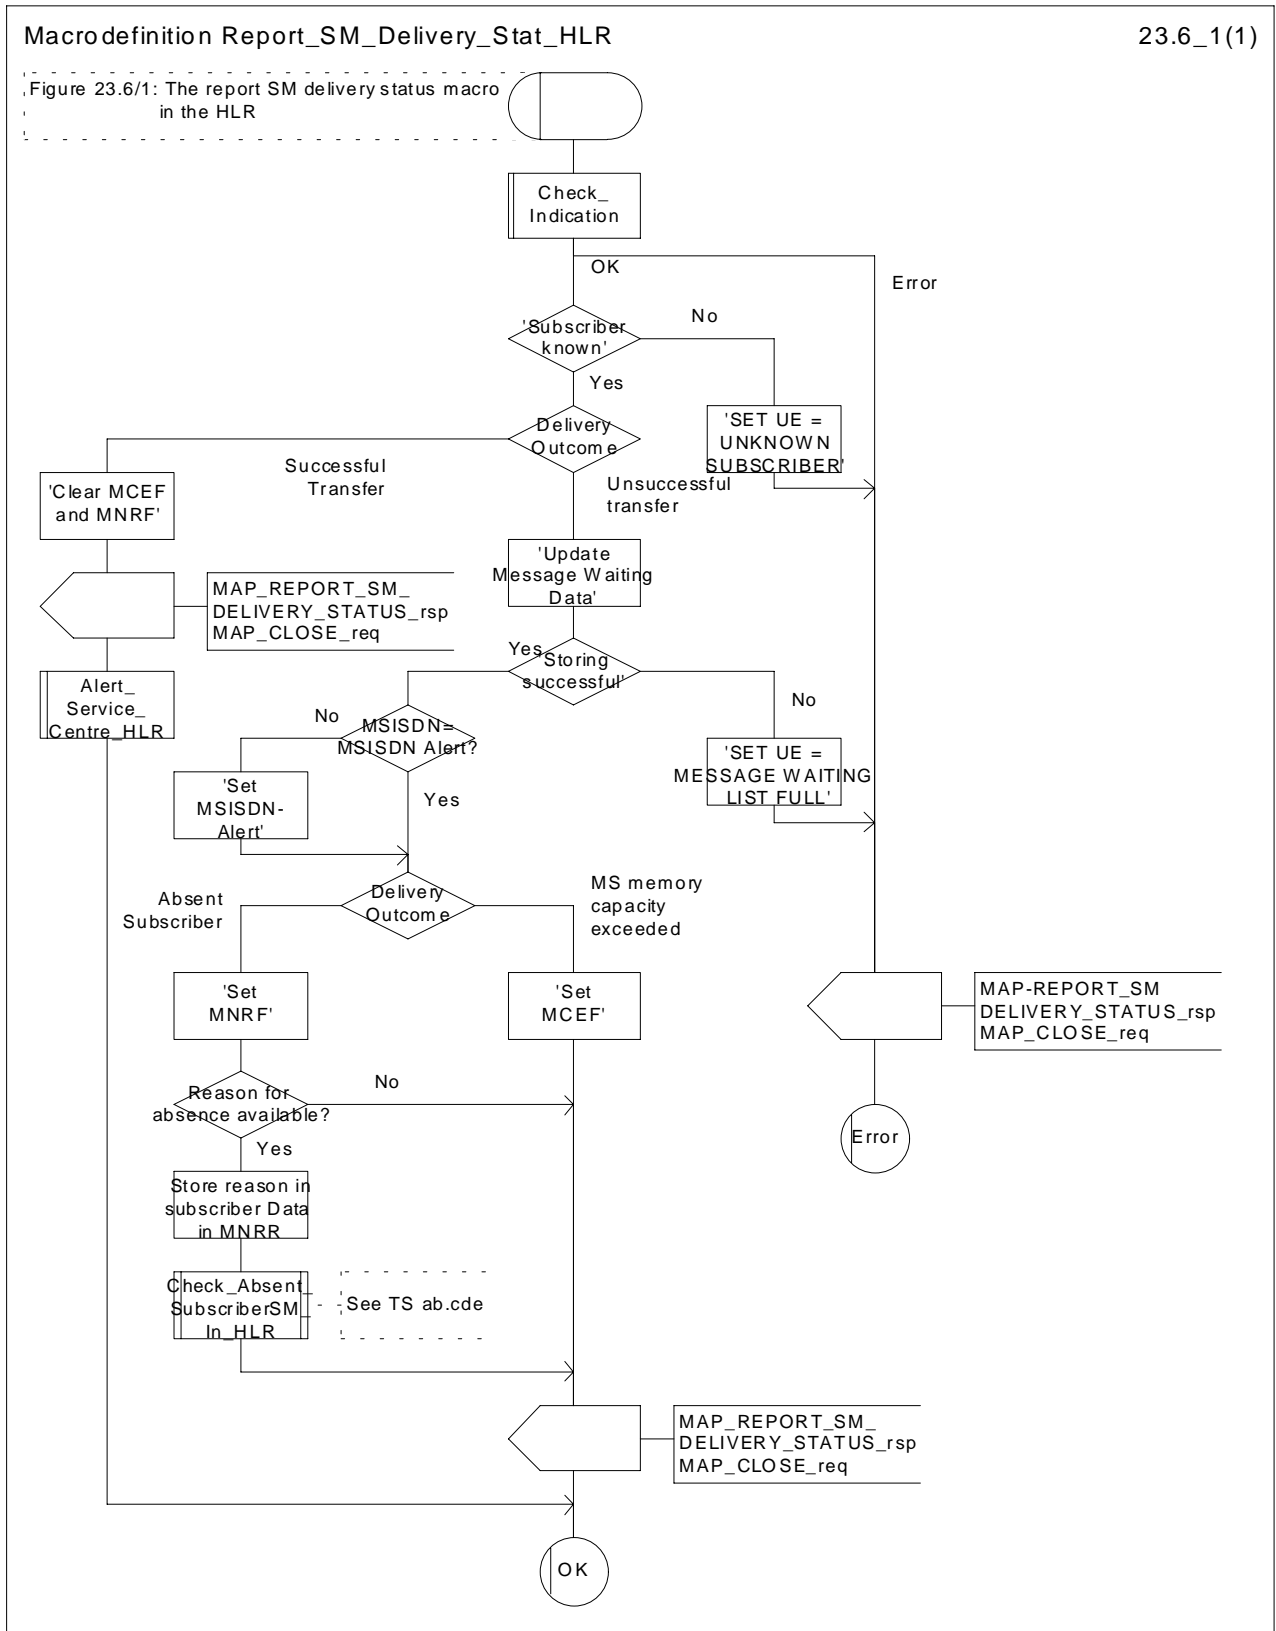 Macrodefinition Report_SM_Delivery_Stat_HLR
23.6_1(1)
Figure 23.6/1: The report SM delivery status macro
in the HLR
Check_
Indication
OK
Error
'Subscriber
known'
No
Yes
Delivery
Outcome
'SET UE =
UNKNOWN
SUBSCRIBER'
Successful
Transfer
Unsuccessful
transfer
'Clear MCEF
and MNRF'
'Update
Message Waiting
Data'
MAP_REPORT_SM_
DELIVERY_STATUS_rsp
MAP_CLOSE_req
Yes
'Storing
successful'
No
Alert_
Service_
Centre_HLR
No
MSISDN=
MSISDN Alert?
'SET UE =
MESSAGE WAITING
LIST FULL'
'Set
MSISDN-
Alert'
Yes
Absent
Subscriber
Delivery
Outcome
MS memory
capacity
exceeded
'Set
MNRF'
'Set
MCEF'
MAP-REPORT_SM
DELIVERY_STATUS_rsp
MAP_CLOSE_req
Reason for
absence available?
No
Error
Yes
Store reason in
subscriber Data
in MNRR
Check_Absent_
SubscriberSM_
In_HLR
See TS ab.cde
MAP_REPORT_SM_
DELIVERY_STATUS_rsp
MAP_CLOSE_req
OK